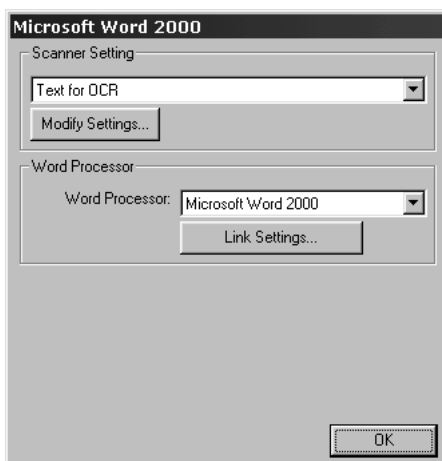 Microsoft Word 2000
Scanner Setting
Text for OCR
Modify Settings...
Word Processor
Word Processor: Microsoft Word 2000
Link Settings...
OK